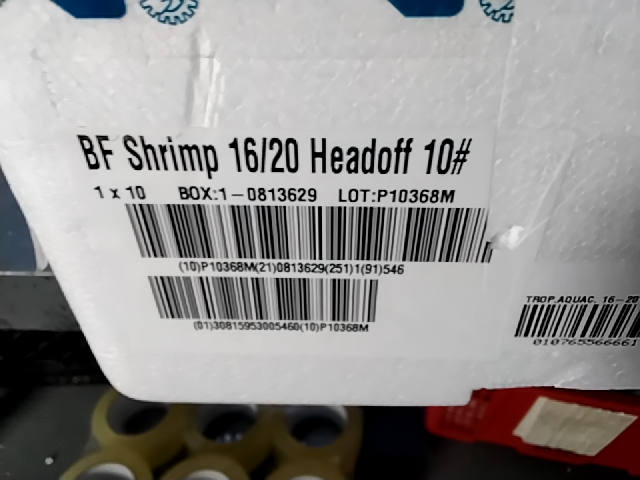 BF Shrimp 16/20 Headoff 10#
1 x 10 BOX:1-0813629 LOT:P10368M
(10)P10368M(21)0813629(251)1(91)546
(01)30815953005460(10)P10368M
TROP.AQUAC. 16-20
010765566661